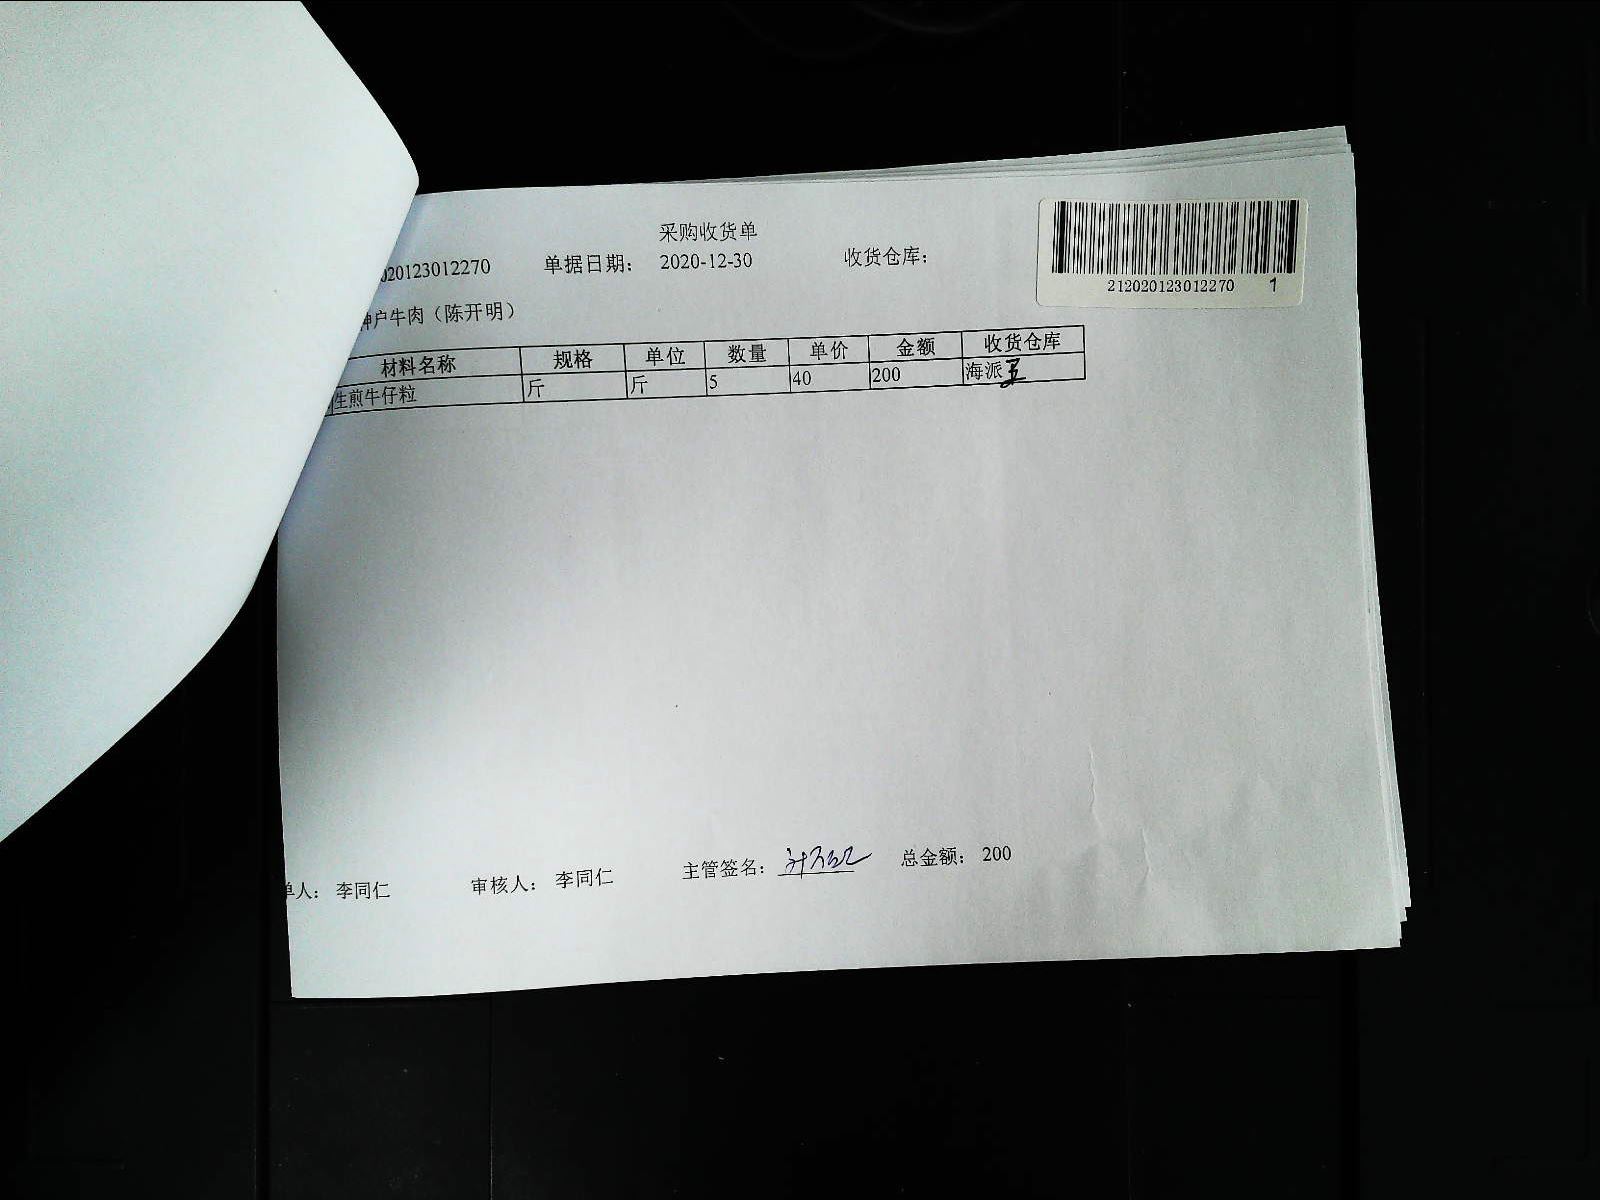 采购收货单
020123012270 单据日期： 2020-12-30 收货仓库：
212020123012270 1
神户牛肉（陈开明）
材料名称 规格 单位 数量 单价 金额 收货仓库
生煎牛仔粒 斤 斤 5 40 200 海派
单人： 李同仁 审核人： 李同仁 主管签名： 总金额： 200